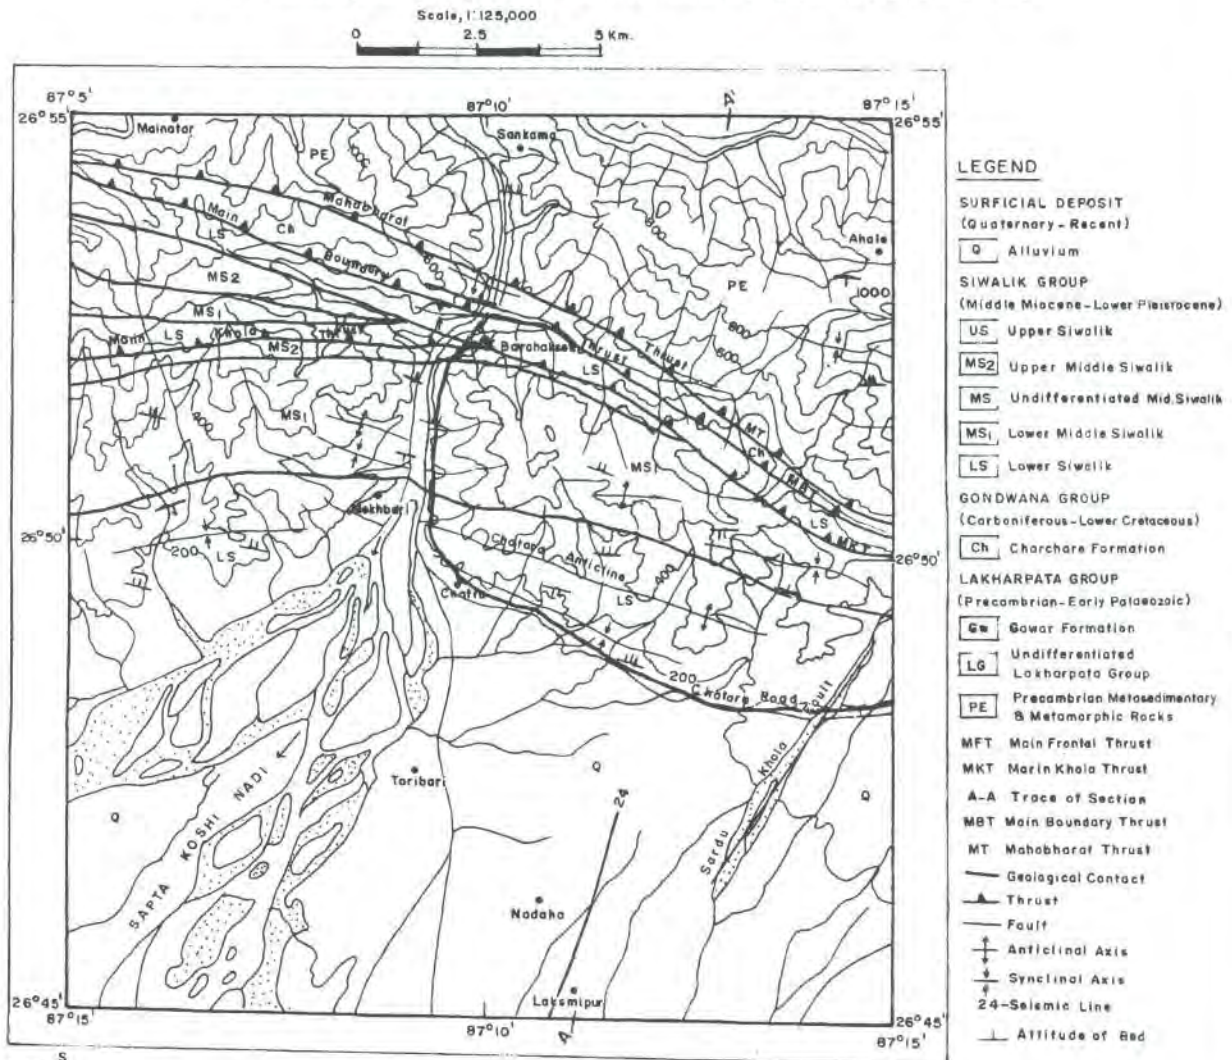 Scale, 1:125,000
0 2.5 5 Km.
87°5' 87°10' A' 87°15'
26°55' 26°55'
Mainatar
Sankama
PE
1000
Mahabharat
Main
Ch
LS
Boundary
800
600
Ahale
PE
1000
MS2
800
600
MS1
Marin LS Khola Thrust
MS2
Barahakshetra
Thrust Thrust
LS
400
MS1
MT
Ch
MS1
MBT
LS
MKT
26°50' 26°50'
200
LS
Chatara Anticline
400
LS
Chatra
200
Chatara Road
Fault
Khola
Sardu
Taribari
Q
Q
Q
24
SAPTA KOSHI NADI
Nadaha
Laksmipur
26°45' 26°45'
87°15' 87°10' A 87°15'
S
LEGEND
SURFICIAL DEPOSIT
(Quaternary-Recent)
Q Alluvium
SIWALIK GROUP
(Middle Miocene-Lower Pleistocene)
US Upper Siwalik
MS2 Upper Middle Siwalik
MS Undifferentiated Mid. Siwalik
MS1 Lower Middle Siwalik
LS Lower Siwalik
GONDWANA GROUP
(Carboniferous-Lower Cretaceous)
Ch Charchare Formation
LAKHARPATA GROUP
(Precambrian-Early Palaeozoic)
Gw Gawar Formation
LG Undifferentiated
Lakharpata Group
PE Precambrian Metasedimentary
& Metamorphic Rocks
MFT Main Frontal Thrust
MKT Marin Khola Thrust
A-A Trace of Section
MBT Main Boundary Thrust
MT Mahabharat Thrust
Geological Contact
Thrust
Fault
Anticlinal Axis
Synclinal Axis
24-Seismic Line
Attitude of Bed